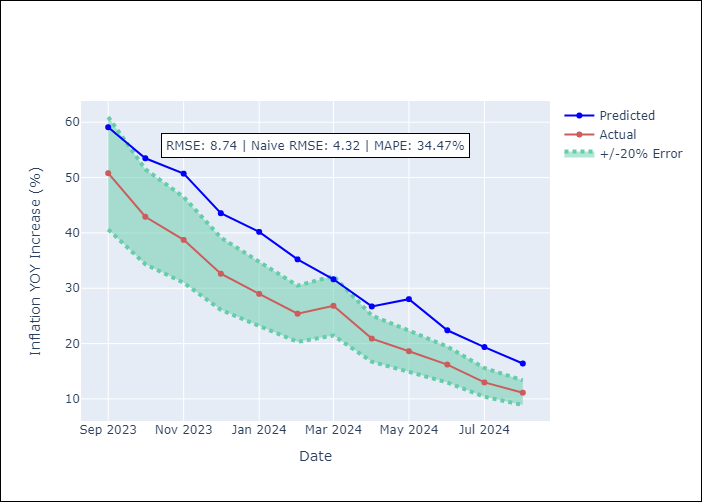 RMSE: 8.74 | Naive RMSE: 4.32 | MAPE: 34.47%
Predicted
Actual
+/-20% Error
Inflation YOY Increase (%)
60
50
40
30
20
10
Sep 2023 Nov 2023 Jan 2024 Mar 2024 May 2024 Jul 2024
Date